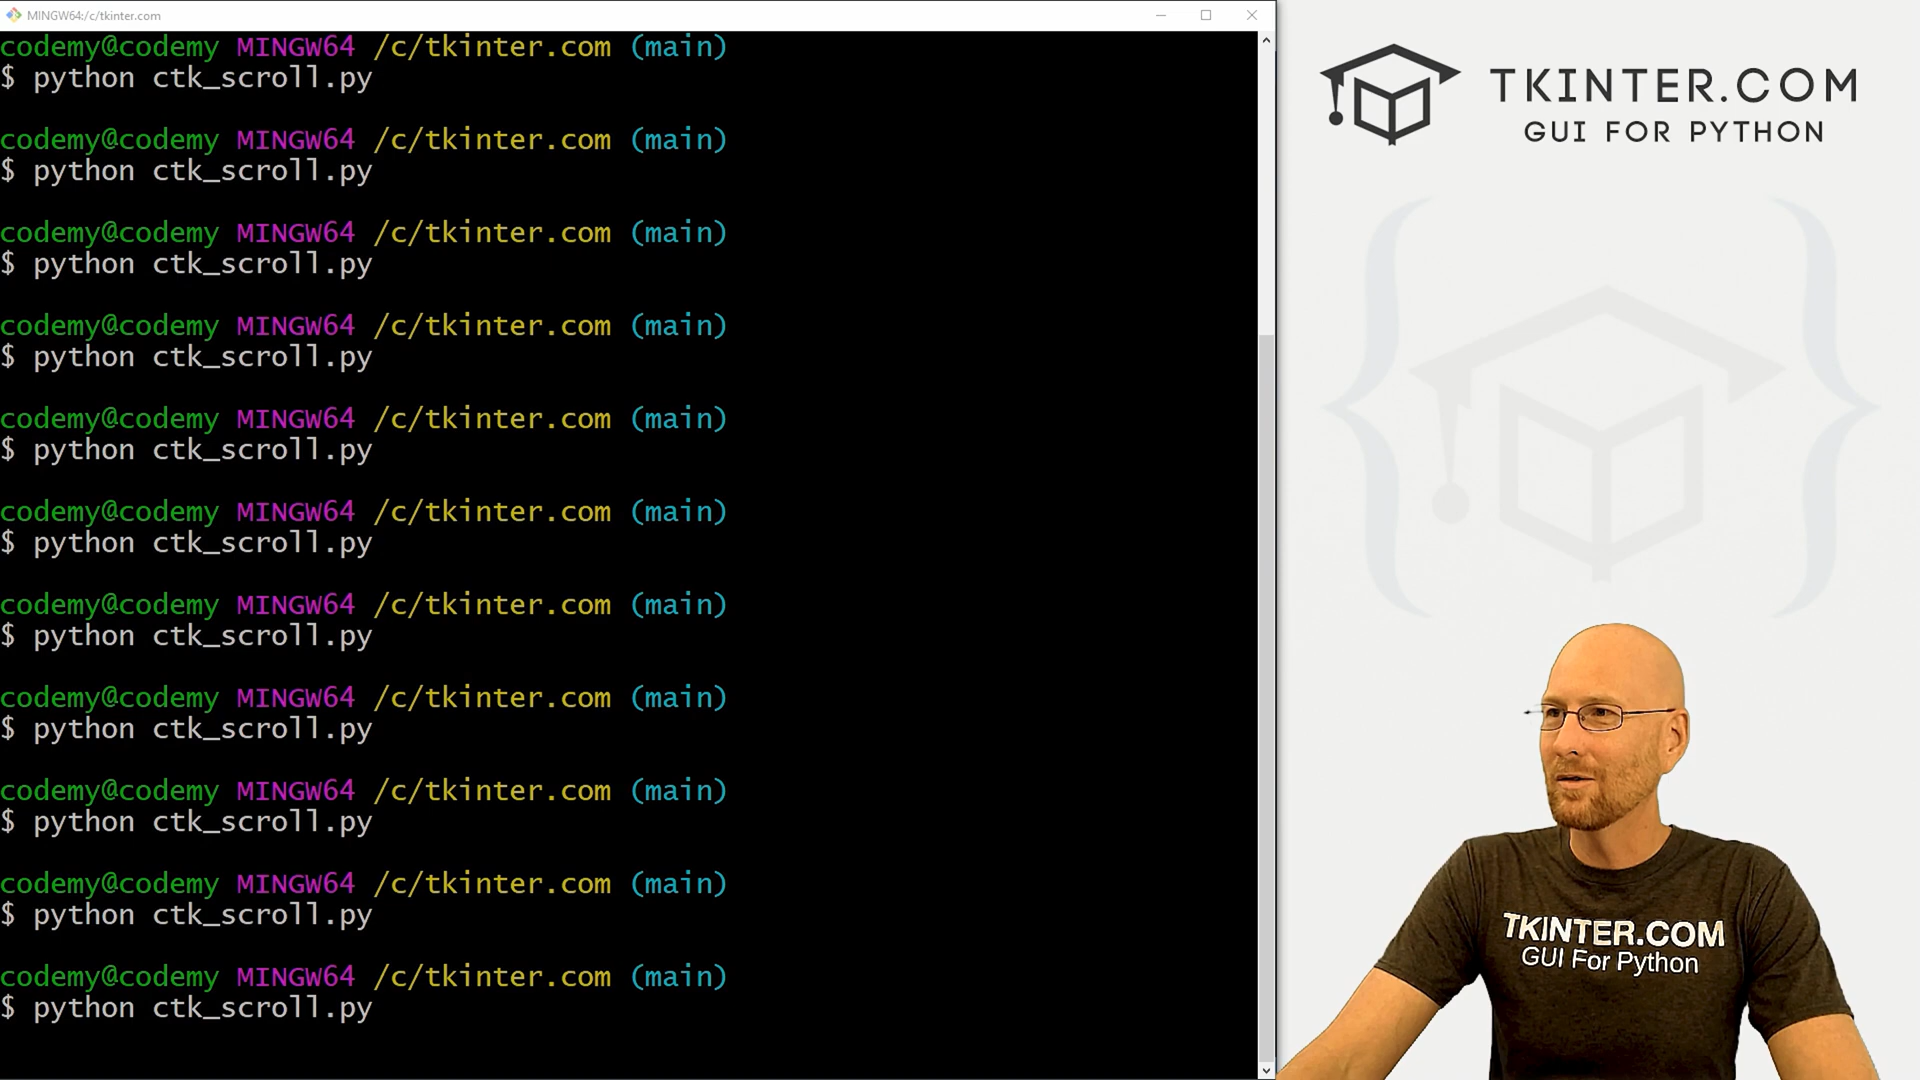 MINGW64:/c/tkinter.com
codemy@codemy MINGW64 /c/tkinter.com (main)
$ python ctk_scroll.py
codemy@codemy MINGW64 /c/tkinter.com (main)
$ python ctk_scroll.py
codemy@codemy MINGW64 /c/tkinter.com (main)
$ python ctk_scroll.py
codemy@codemy MINGW64 /c/tkinter.com (main)
$ python ctk_scroll.py
codemy@codemy MINGW64 /c/tkinter.com (main)
$ python ctk_scroll.py
codemy@codemy MINGW64 /c/tkinter.com (main)
$ python ctk_scroll.py
codemy@codemy MINGW64 /c/tkinter.com (main)
$ python ctk_scroll.py
codemy@codemy MINGW64 /c/tkinter.com (main)
$ python ctk_scroll.py
codemy@codemy MINGW64 /c/tkinter.com (main)
$ python ctk_scroll.py
codemy@codemy MINGW64 /c/tkinter.com (main)
$ python ctk_scroll.py
codemy@codemy MINGW64 /c/tkinter.com (main)
$ python ctk_scroll.py
TKINTER.COM
GUI FOR PYTHON
TKINTER.COM
GUI For Python